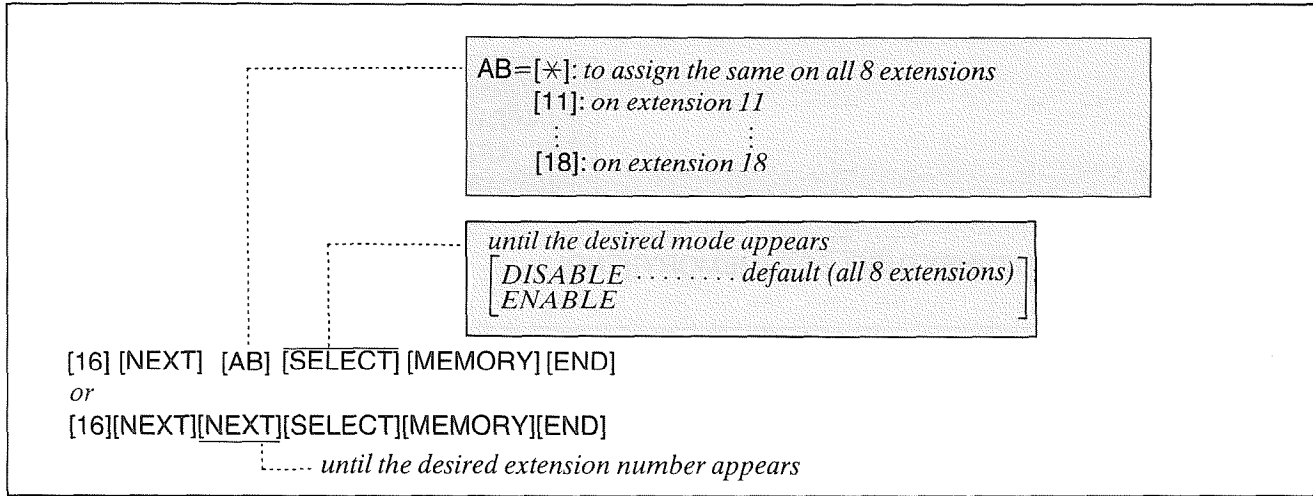 AB=[✳]: to assign the same on all 8 extensions
[11]: on extension 11
⋮ ⋮
[18]: on extension 18
until the desired mode appears
[DISABLE ........ default (all 8 extensions)
ENABLE]
[16] [NEXT] [AB] [SELECT] [MEMORY] [END]
or
[16][NEXT][NEXT][SELECT][MEMORY][END]
until the desired extension number appears